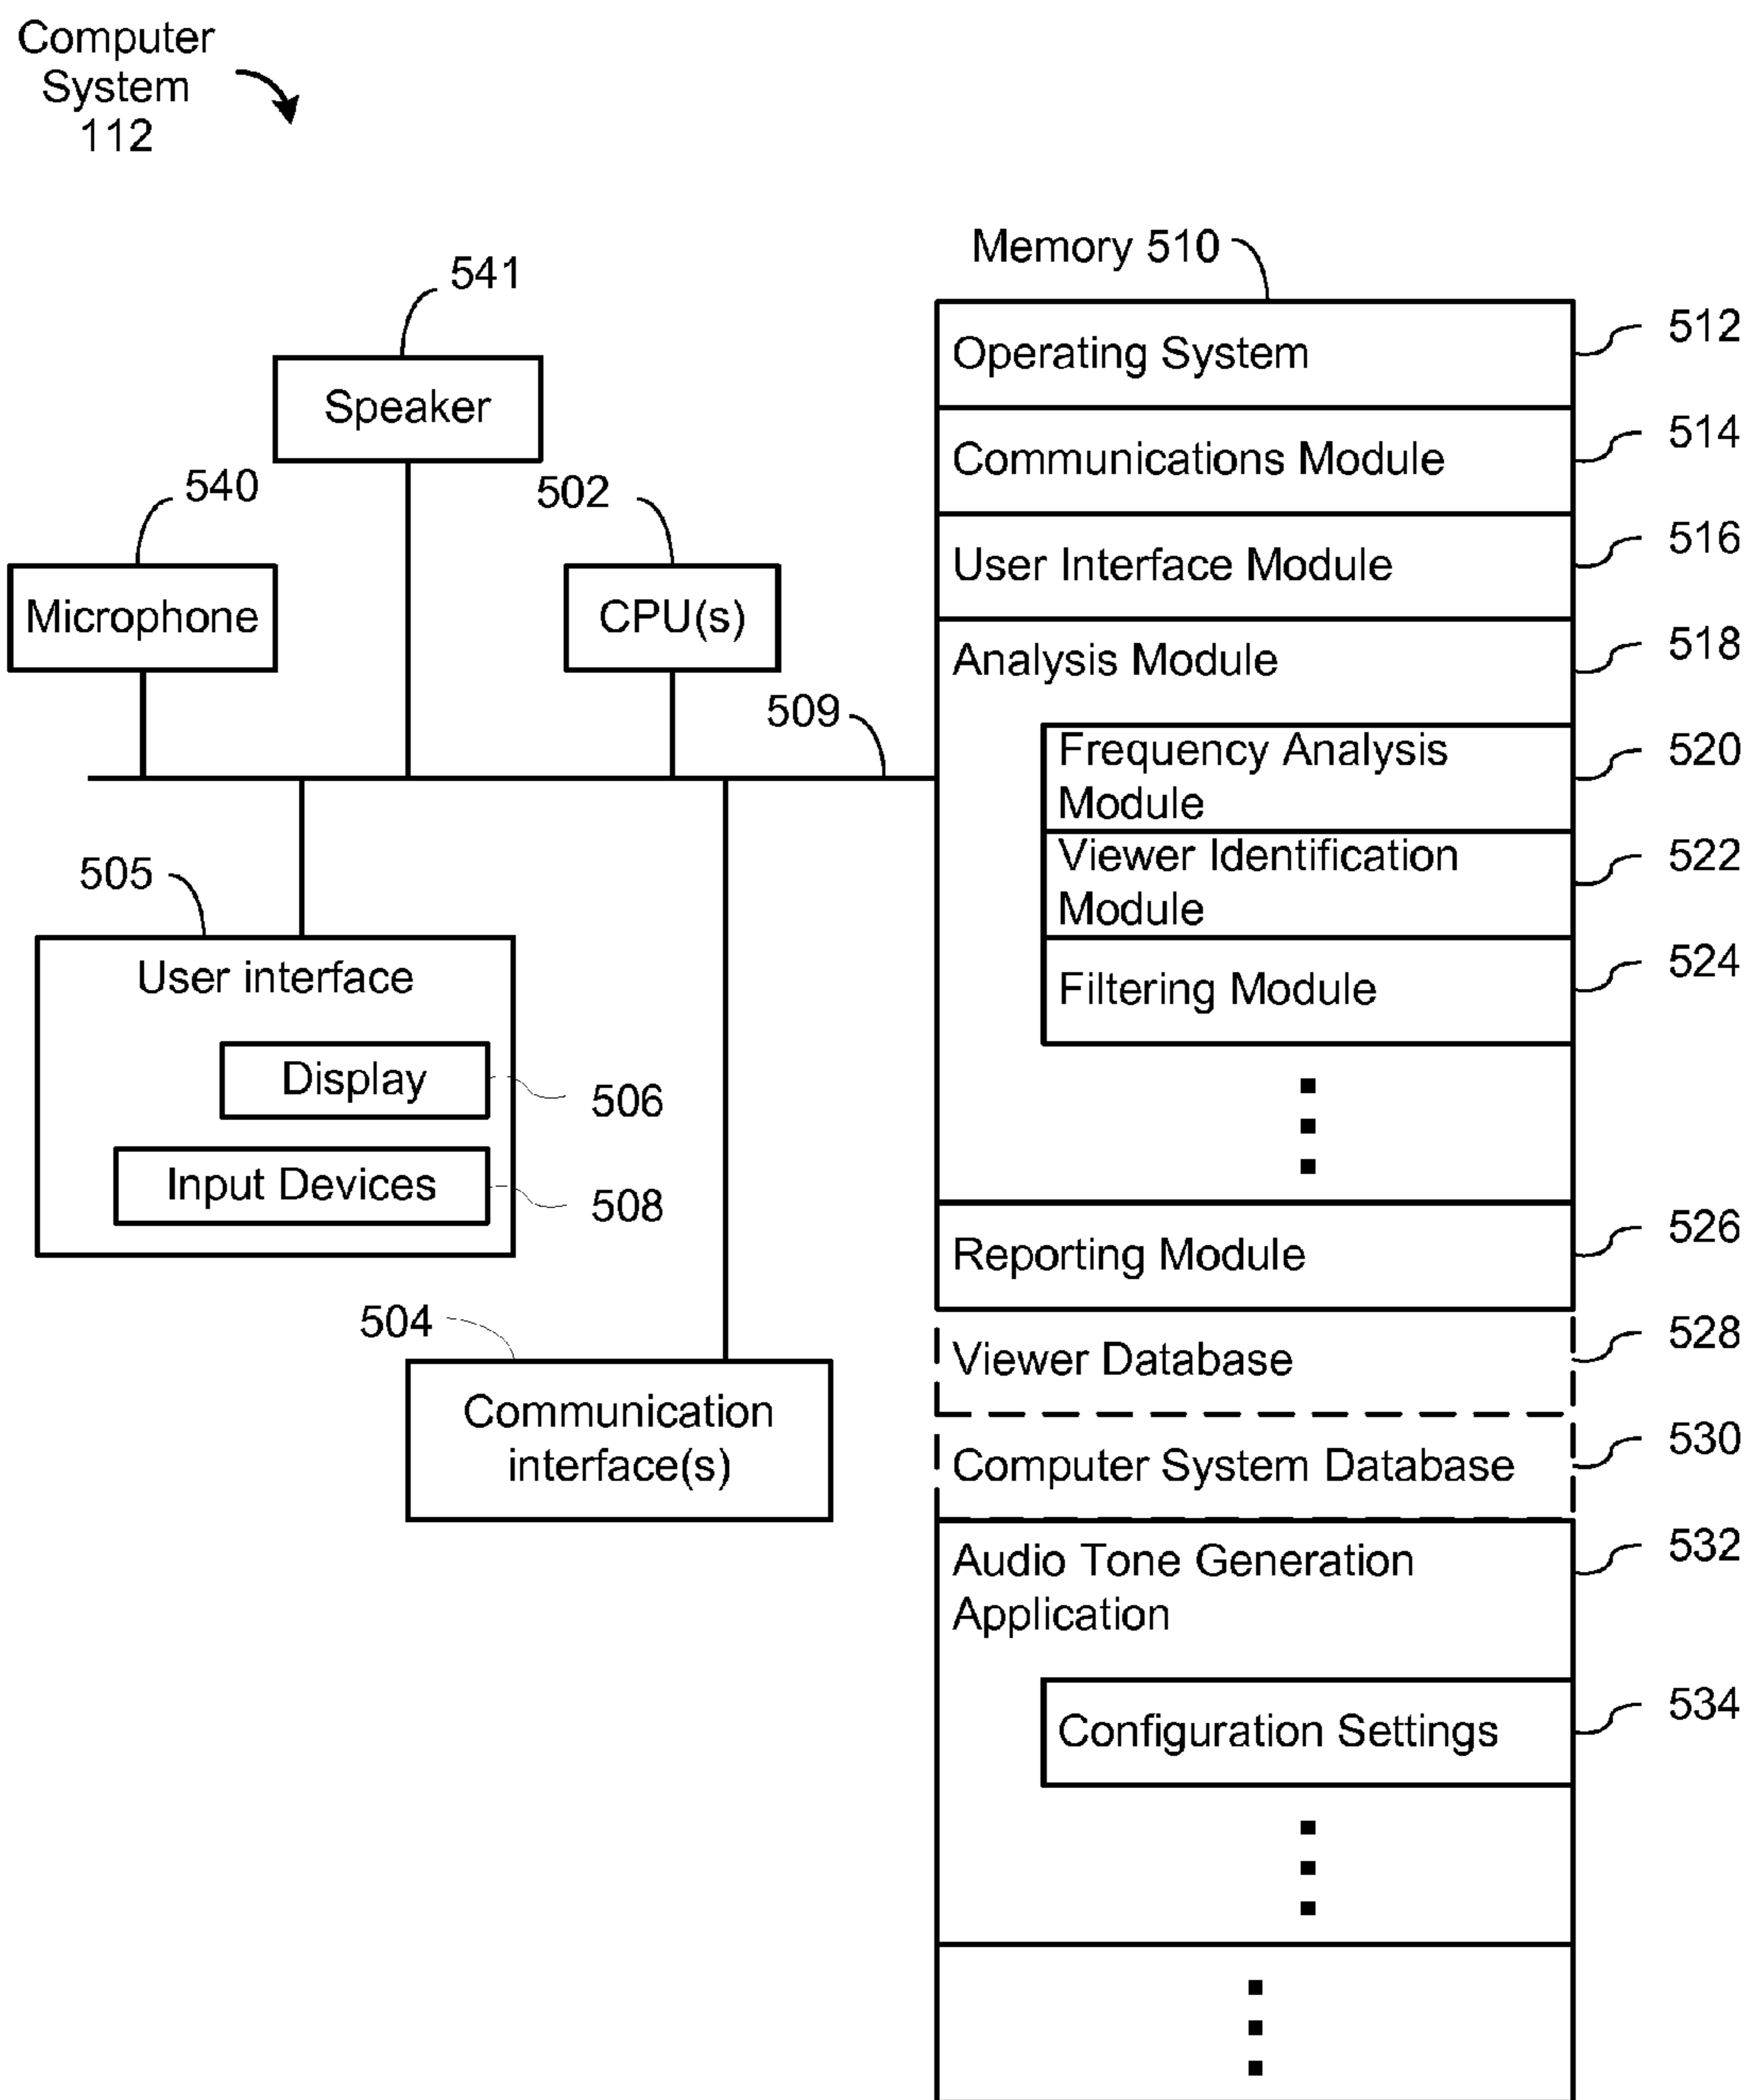 Computer
System
112
Memory 510
541
Speaker
540
Microphone
502
CPU(s)
509
505
User interface
Display
506
Input Devices
508
504
Communication
interface(s)
Operating System
512
Communications Module
514
User Interface Module
516
Analysis Module
518
Frequency Analysis
Module
520
Viewer Identification
Module
522
Filtering Module
524
Reporting Module
526
Viewer Database
528
Computer System Database
530
Audio Tone Generation
Application
532
Configuration Settings
534